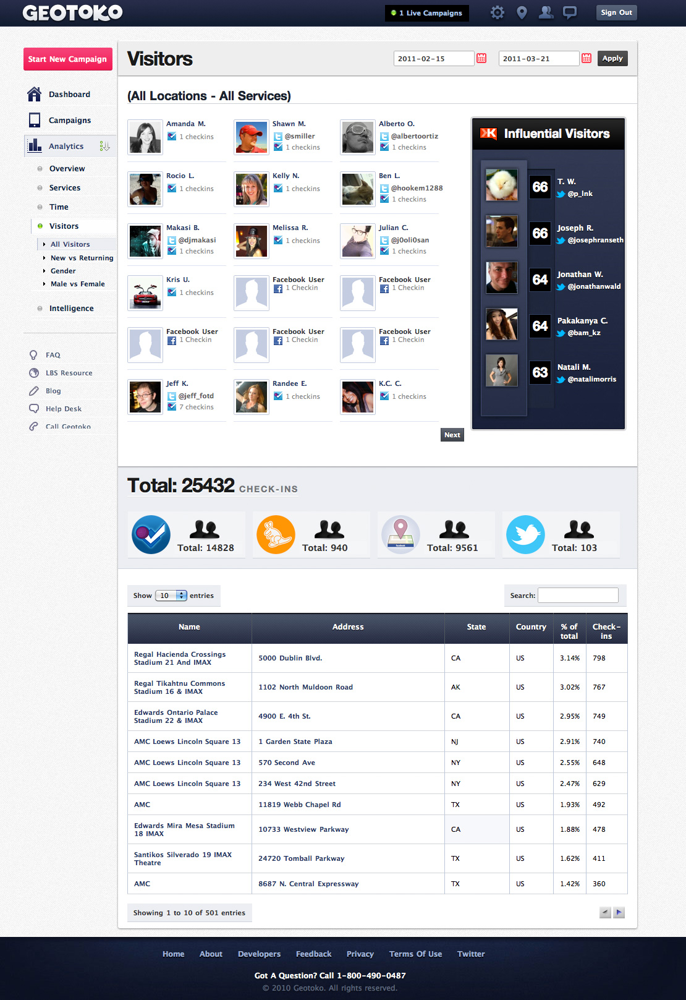 GEOTOKO
1 Live Campaigns
Sign Out
Start New Campaign
Dashboard
Campaigns
Analytics
Overview
Services
Time
Visitors
All Visitors
New vs Returning
Gender
Male vs Female
Intelligence
FAQ
LBS Resource
Blog
Help Desk
Call Geotoko
Visitors
2011-02-15
2011-03-21
Apply
(All Locations - All Services)
Amanda M.
1 checkins
Shawn M.
@smiller
1 checkins
Alberto O.
@albertoortiz
1 checkins
Rocio L.
1 checkins
Kelly N.
1 checkins
Ben L.
@hookem1288
1 checkins
Makasi B.
@djmakasi
1 checkins
Melissa R.
1 checkins
Julian C.
@j0oli0san
1 checkins
Kris U.
1 checkins
Facebook User
1 Checkin
Facebook User
1 Checkin
Facebook User
1 Checkin
Facebook User
1 Checkin
Facebook User
1 Checkin
Jeff K.
@jeff_fotd
7 checkins
Randee E.
1 checkins
K.C. C.
1 checkins
Next
K Influential Visitors
66
T. W.
@p_lnk
66
Joseph R.
@josephranseth
64
Jonathan W.
@jonathanwald
64
Pakakanya C.
@bam_kz
63
Natali M.
@natalimorris
Total: 25432 CHECK-INS
Total: 14828
Total: 940
facebook
Total: 9561
Total: 103
Show 10 entries
Search:
Name Address State Country % of total Check-ins
Regal Hacienda Crossings
Stadium 21 And IMAX
5000 Dublin Blvd. CA US 3.14% 798
Regal Tikahtnu Commons
Stadium 16 & IMAX
1102 North Muldoon Road AK US 3.02% 767
Edwards Ontario Palace
Stadium 22 & IMAX
4900 E. 4th St. CA US 2.95% 749
AMC Loews Lincoln Square 13 1 Garden State Plaza NJ US 2.91% 740
AMC Loews Lincoln Square 13 570 Second Ave NY US 2.55% 648
AMC Loews Lincoln Square 13 234 West 42nd Street NY US 2.47% 629
AMC 11819 Webb Chapel Rd TX US 1.93% 492
Edwards Mira Mesa Stadium
18 IMAX
10733 Westview Parkway CA US 1.88% 478
Santikos Silverado 19 IMAX
Theatre
24720 Tomball Parkway TX US 1.62% 411
AMC 8687 N. Central Expressway TX US 1.42% 360
Showing 1 to 10 of 501 entries
Home About Developers Feedback Privacy Terms Of Use Twitter
Got A Question? Call 1-800-490-0487
© 2010 Geotoko. All rights reserved.